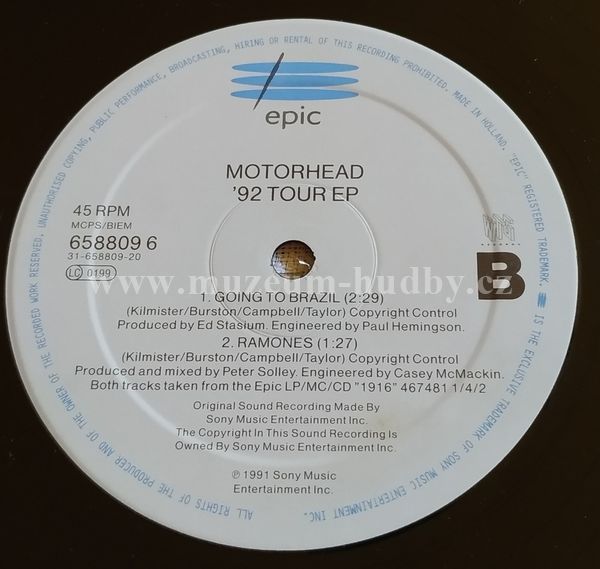 epic
MOTORHEAD
'92 TOUR EP
45 RPM
MCPS/BIEM
658809 6
31-658809-20
LC 0199
B
1. GOING TO BRAZIL (2:29)
(Kilmister/Burston/Campbell/Taylor) Copyright Control
Produced by Ed Stasium. Engineered by Paul Hemingson.
2. RAMONES (1:27)
(Kilmister/Burston/Campbell/Taylor) Copyright Control
Produced and mixed by Peter Solley. Engineered by Casey McMackin.
Both tracks taken from the Epic LP/MC/CD "1916" 467481 1/4/2
Original Sound Recording Made By
Sony Music Entertainment Inc.
The Copyright In This Sound Recording Is
Owned By Sony Music Entertainment Inc.
℗ 1991 Sony Music
Entertainment Inc.
ALL RIGHTS OF THE PRODUCER AND OF THE OWNER OF THE RECORDED WORK RESERVED. UNAUTHORISED COPYING, PUBLIC PERFORMANCE, BROADCASTING, HIRING OR RENTAL OF THIS RECORDING PROHIBITED. MADE IN HOLLAND. "EPIC" REGISTERED TRADEMARK. IS THE EXCLUSIVE TRADEMARK OF SONY MUSIC ENTERTAINMENT INC.
www.muzeum-hudby.cz